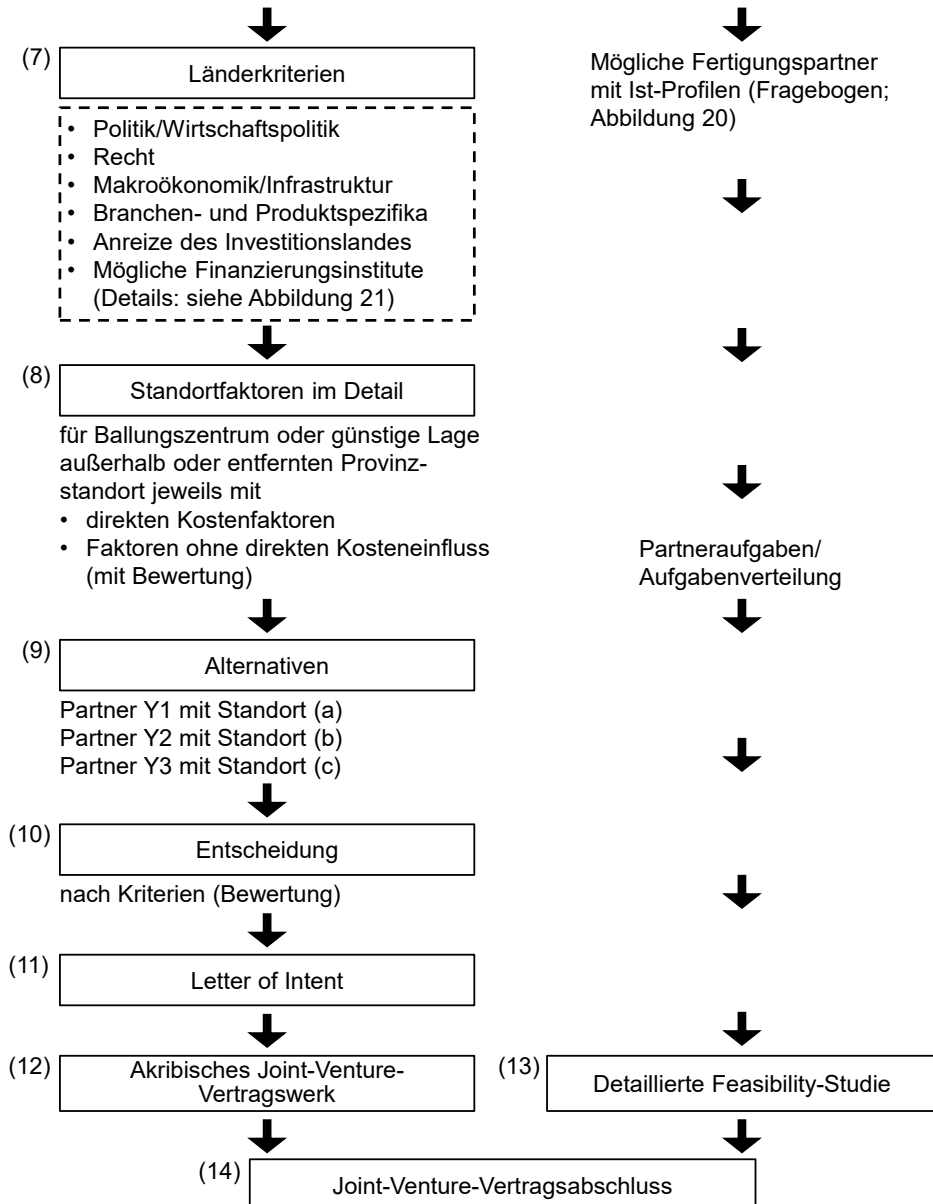 (7)
Länderkriterien
• Politik/Wirtschaftspolitik
• Recht
• Makroökonomik/Infrastruktur
• Branchen- und Produktspezifika
• Anreize des Investitionslandes
• Mögliche Finanzierungsinstitute
(Details: siehe Abbildung 21)
Mögliche Fertigungspartner
mit Ist-Profilen (Fragebogen;
Abbildung 20)
(8)
Standortfaktoren im Detail
für Ballungszentrum oder günstige Lage
außerhalb oder entfernten Provinz-
standort jeweils mit
• direkten Kostenfaktoren
• Faktoren ohne direkten Kosteneinfluss
(mit Bewertung)
Partneraufgaben/
Aufgabenverteilung
(9)
Alternativen
Partner Y1 mit Standort (a)
Partner Y2 mit Standort (b)
Partner Y3 mit Standort (c)
(10)
Entscheidung
nach Kriterien (Bewertung)
(11)
Letter of Intent
(12)
Akribisches Joint-Venture-
Vertragswerk
(13)
Detaillierte Feasibility-Studie
(14)
Joint-Venture-Vertragsabschluss